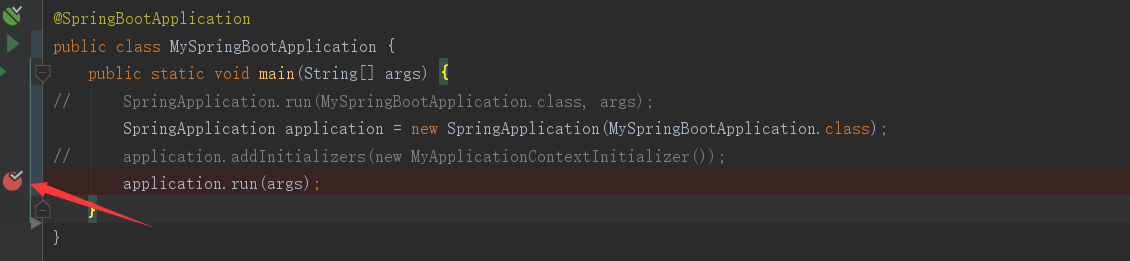 @SpringBootApplication
public class MySpringBootApplication {
    public static void main(String[] args) {
//      SpringApplication.run(MySpringBootApplication.class, args);
        SpringApplication application = new SpringApplication(MySpringBootApplication.class);
//      application.addInitializers(new MyApplicationContextInitializer());
        application.run(args);
    }
}